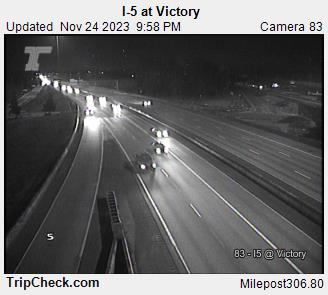 I-5 at Victory
Updated Nov 24 2023 9:58 PM Camera 83
S
83 - I5 @ Victory
TripCheck.com Milepost306.80